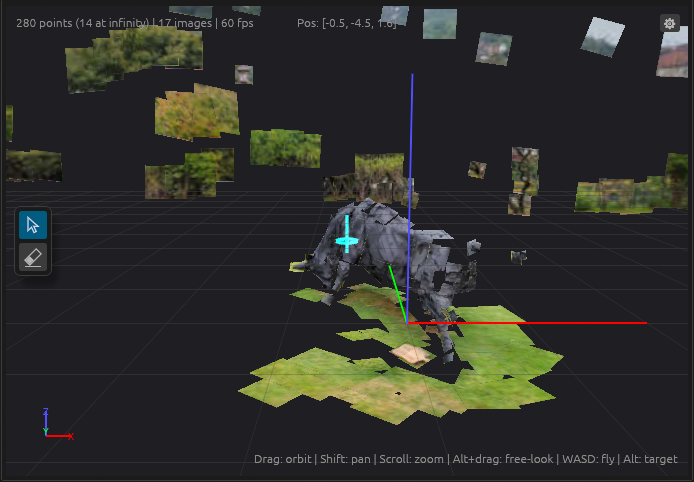 280 points (14 at infinity) | 17 images | 60 fps
Pos: [-0.5, -4.5, 1.6]
Z
X
Drag: orbit | Shift: pan | Scroll: zoom | Alt+drag: free-look | WASD: fly | Alt: target